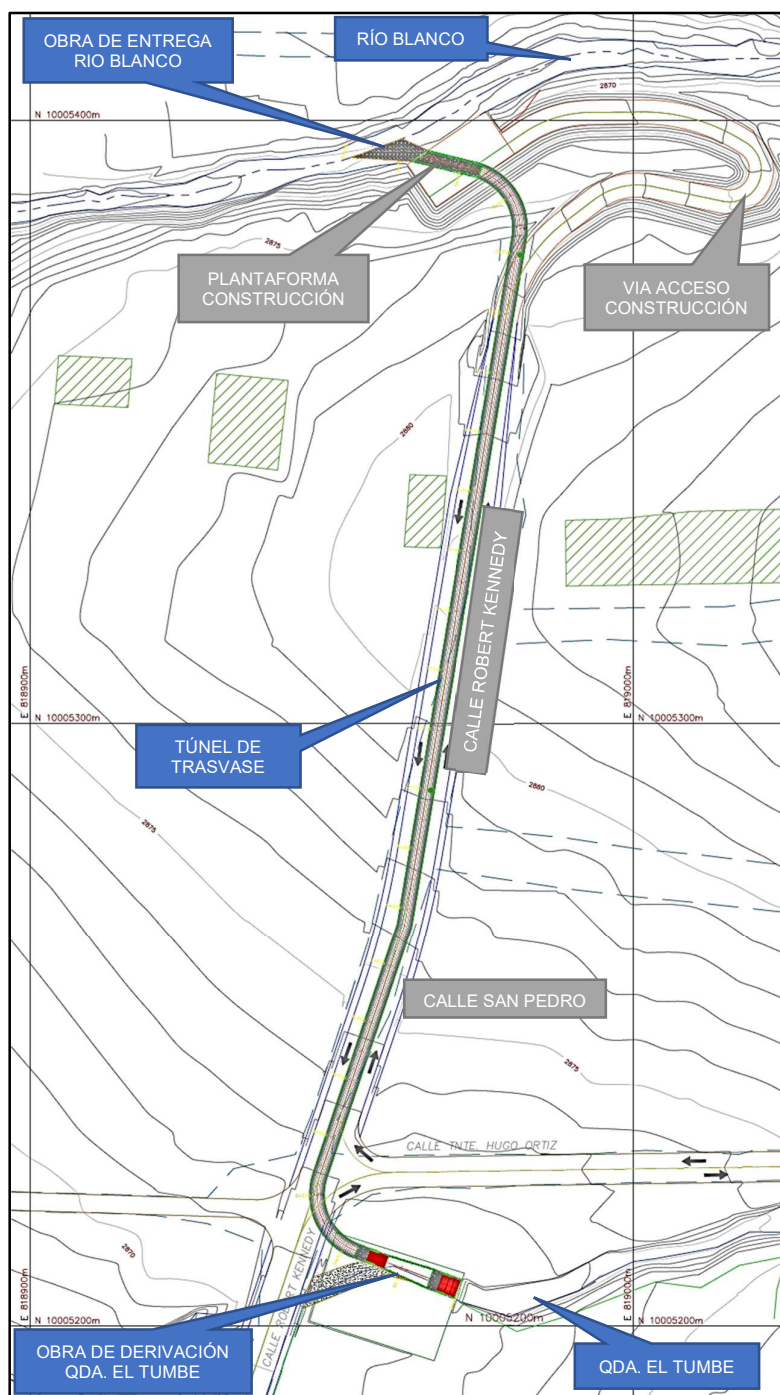 OBRA DE ENTREGA
RIO BLANCO
RÍO BLANCO
2870
N 10005400m
2875
PLANTAFORMA
CONSTRUCCIÓN
VIA ACCESO
CONSTRUCCIÓN
2880
CALLE ROBERT KENNEDY
E 818900m
E 819000m
N 10005300m
N 10005300m
TÚNEL DE
TRASVASE
2880
2875
CALLE SAN PEDRO
2875
CALLE TNTE. HUGO ORTIZ
2870
CALLE ROBERT KENNEDY
E 818900m
E 819000m
N 10005200m
N 10005200m
OBRA DE DERIVACIÓN
QDA. EL TUMBE
QDA. EL TUMBE